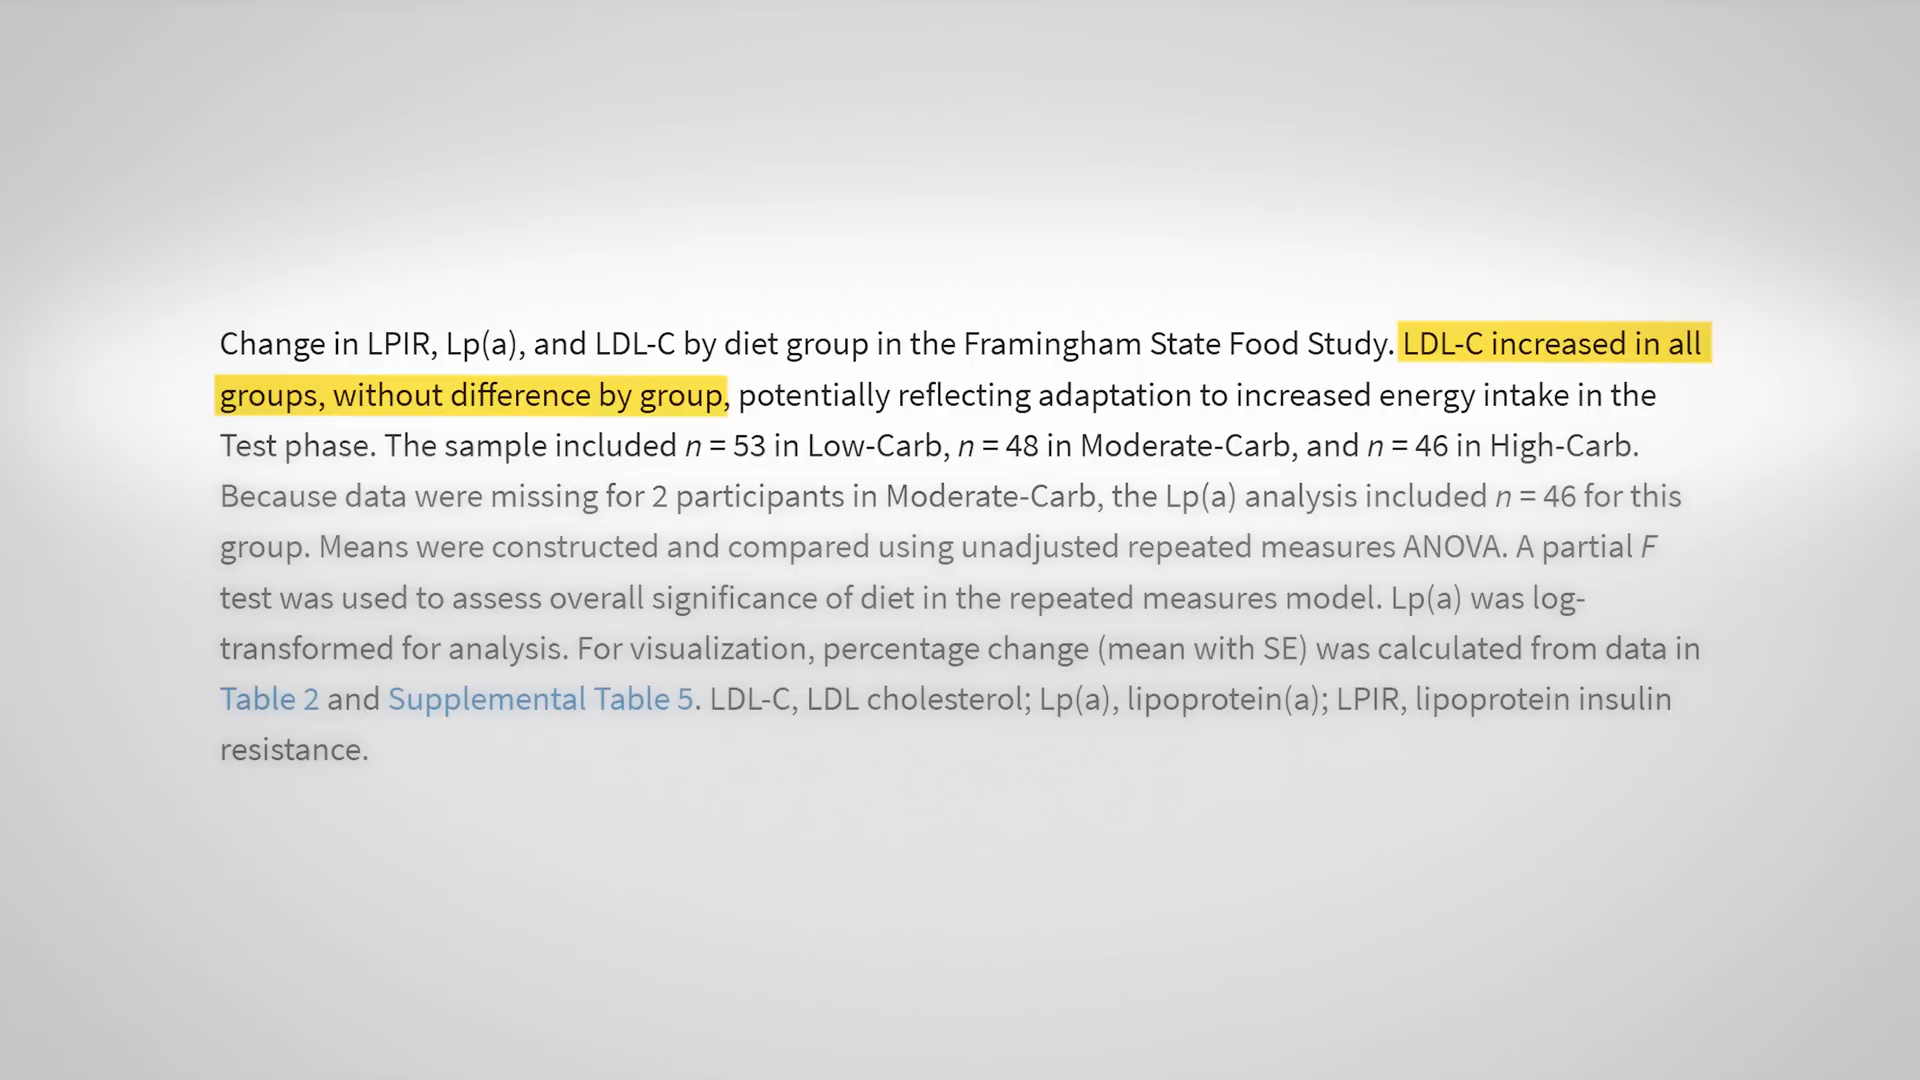 Change in LPIR, Lp(a), and LDL-C by diet group in the Framingham State Food Study. LDL-C increased in all
groups, without difference by group, potentially reflecting adaptation to increased energy intake in the
Test phase. The sample included n = 53 in Low-Carb, n = 48 in Moderate-Carb, and n = 46 in High-Carb.
Because data were missing for 2 participants in Moderate-Carb, the Lp(a) analysis included n = 46 for this
group. Means were constructed and compared using unadjusted repeated measures ANOVA. A partial F
test was used to assess overall significance of diet in the repeated measures model. Lp(a) was log-
transformed for analysis. For visualization, percentage change (mean with SE) was calculated from data in
Table 2 and Supplemental Table 5. LDL-C, LDL cholesterol; Lp(a), lipoprotein(a); LPIR, lipoprotein insulin
resistance.